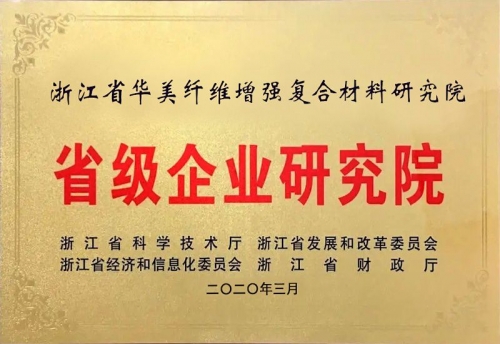 浙江省华美纤维增强复合材料研究院
省级企业研究院
浙江省科学技术厅 浙江省发展和改革委员会
浙江省经济和信息化委员会 浙江省财政厅
二〇二〇年三月